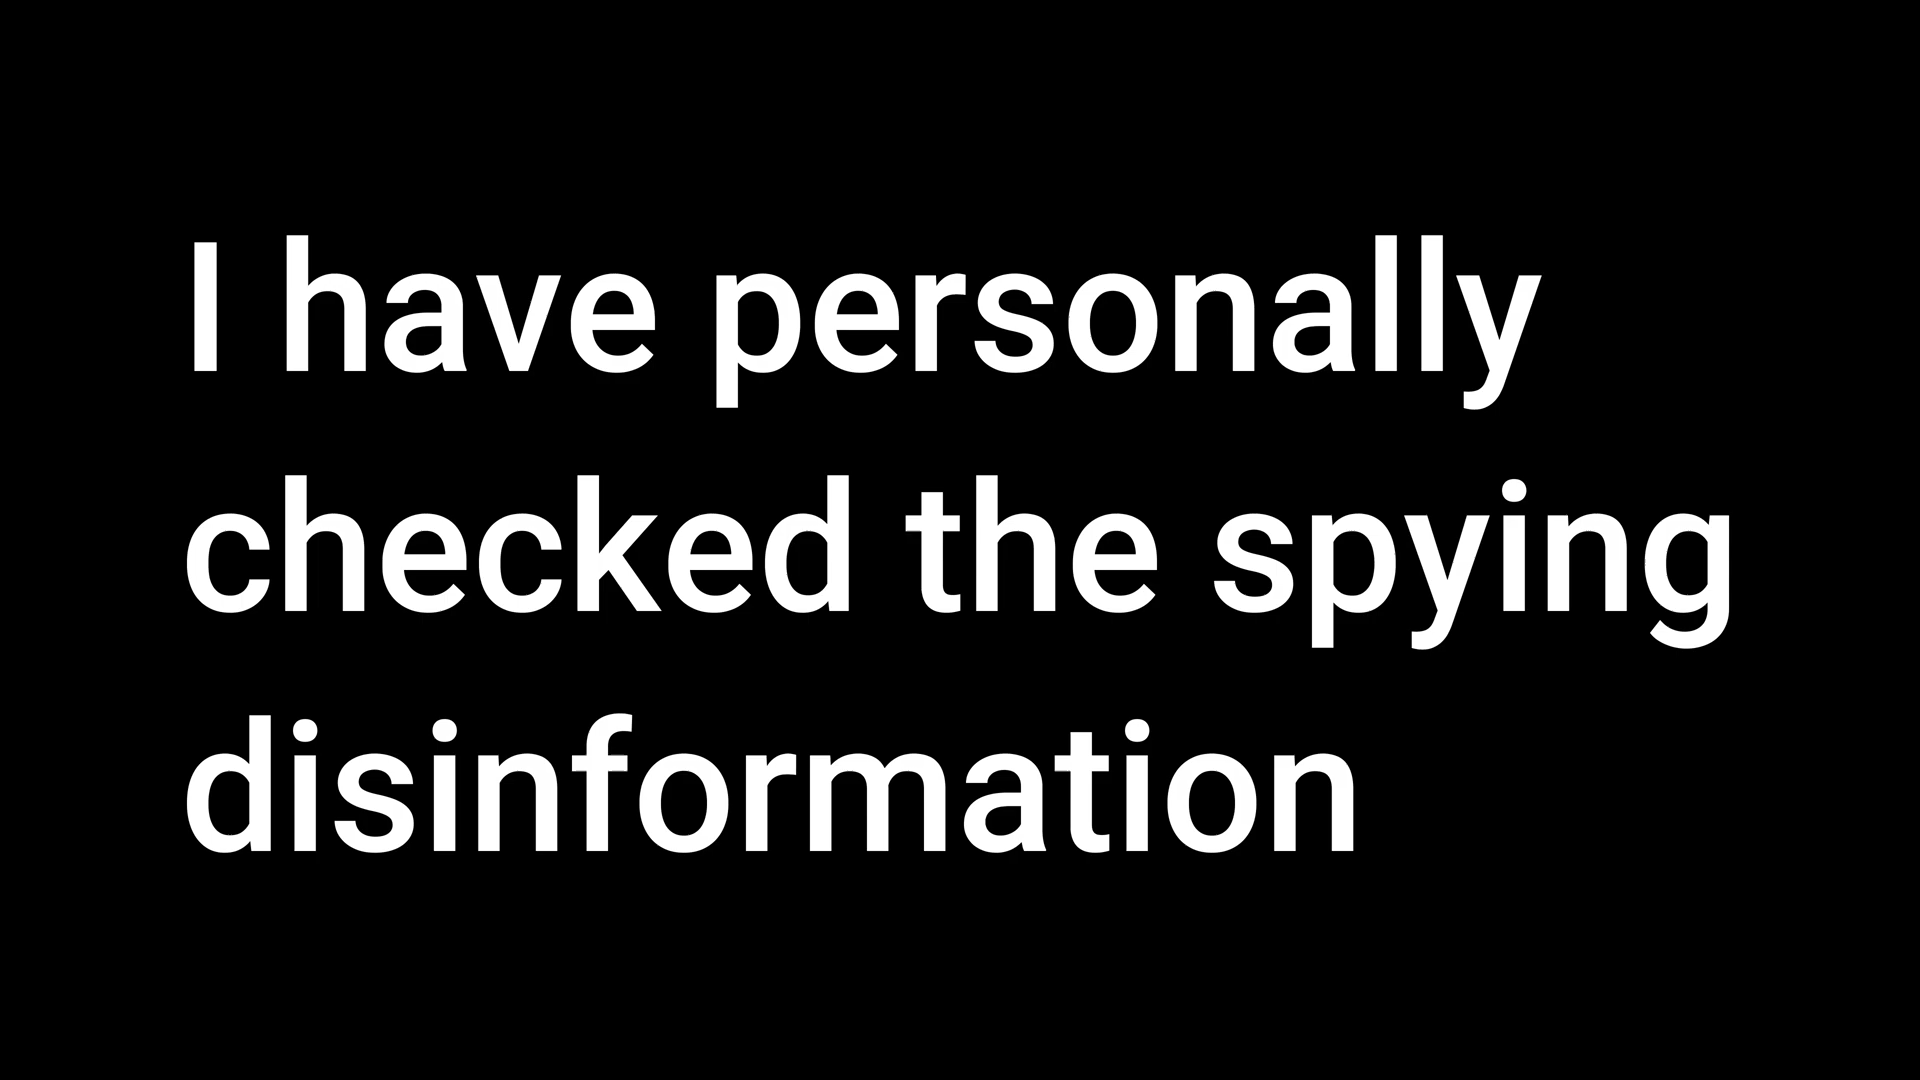 I have personally
checked the spying
disinformation